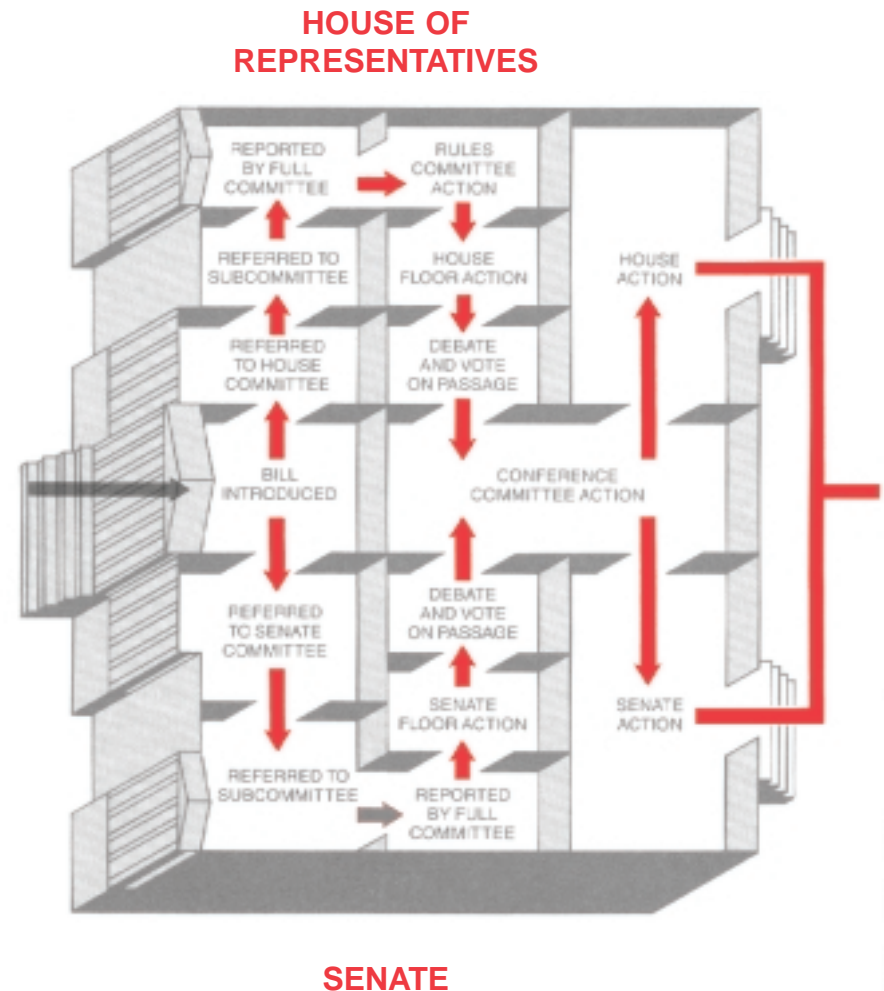 HOUSE OF
REPRESENTATIVES
REPORTED
BY FULL
COMMITTEE
RULES
COMMITTEE
ACTION
REFERRED TO
SUBCOMMITTEE
HOUSE
FLOOR ACTION
HOUSE
ACTION
REFERRED
TO HOUSE
COMMITTEE
DEBATE
AND VOTE
ON PASSAGE
BILL
INTRODUCED
CONFERENCE
COMMITTEE ACTION
REFERRED
TO SENATE
COMMITTEE
DEBATE
AND VOTE
ON PASSAGE
SENATE
FLOOR ACTION
SENATE
ACTION
REFERRED TO
SUBCOMMITTEE
REPORTED
BY FULL
COMMITTEE
SENATE